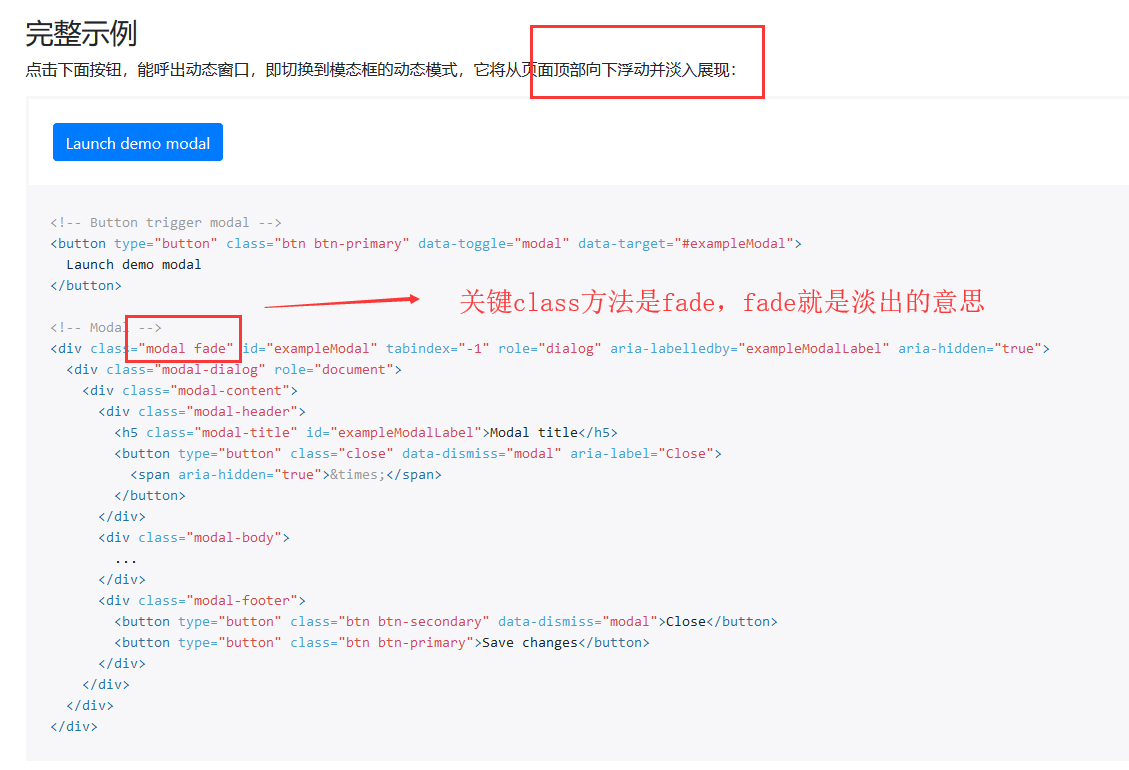 完整示例
点击下面按钮，能呼出动态窗口，即切换到模态框的动态模式，它将从页面顶部向下浮动并淡入展现：
Launch demo modal
<!-- Button trigger modal -->
<button type="button" class="btn btn-primary" data-toggle="modal" data-target="#exampleModal">
  Launch demo modal
</button>
关键class方法是fade，fade就是淡出的意思
<!-- Modal -->
<div class="modal fade" id="exampleModal" tabindex="-1" role="dialog" aria-labelledby="exampleModalLabel" aria-hidden="true">
  <div class="modal-dialog" role="document">
    <div class="modal-content">
      <div class="modal-header">
        <h5 class="modal-title" id="exampleModalLabel">Modal title</h5>
        <button type="button" class="close" data-dismiss="modal" aria-label="Close">
          <span aria-hidden="true">&times;</span>
        </button>
      </div>
      <div class="modal-body">
        ...
      </div>
      <div class="modal-footer">
        <button type="button" class="btn btn-secondary" data-dismiss="modal">Close</button>
        <button type="button" class="btn btn-primary">Save changes</button>
      </div>
    </div>
  </div>
</div>